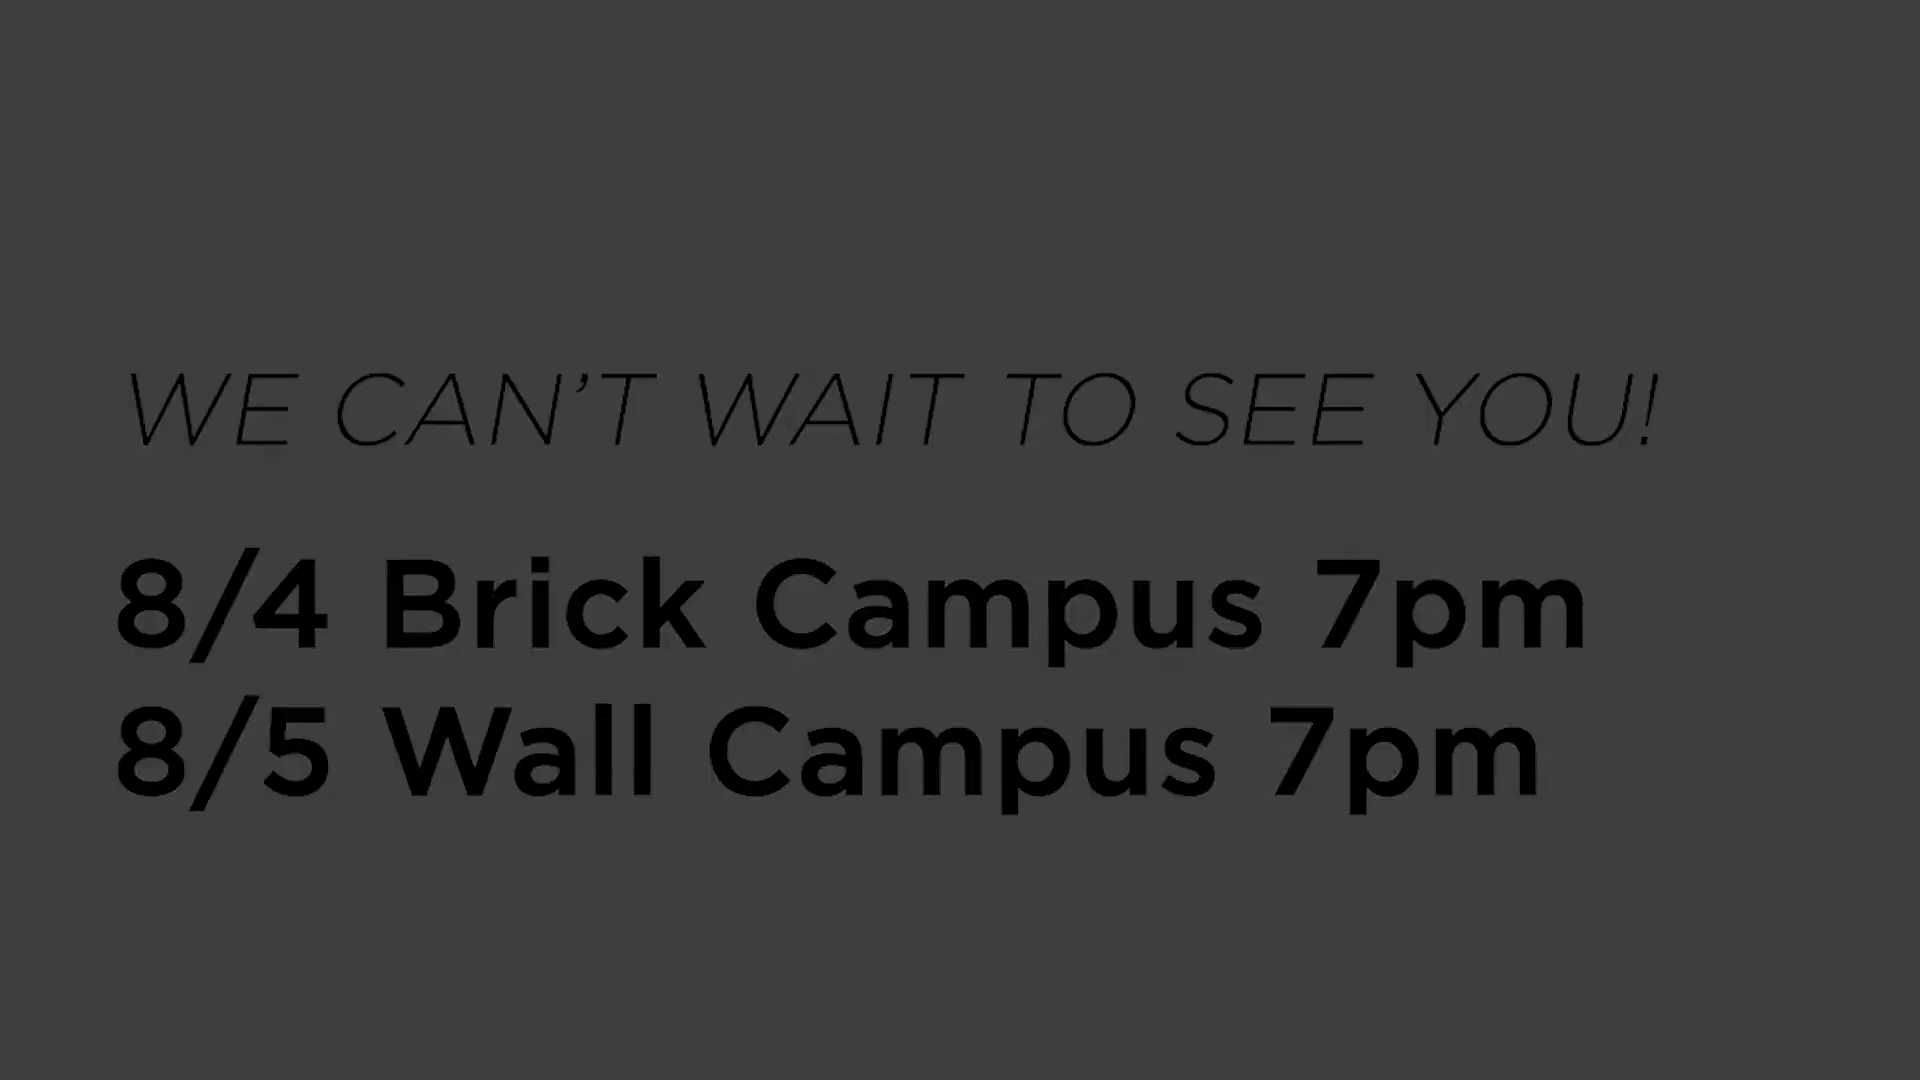 WE CAN’T WAIT TO SEE YOU!
8/4 Brick Campus 7pm
8/5 Wall Campus 7pm